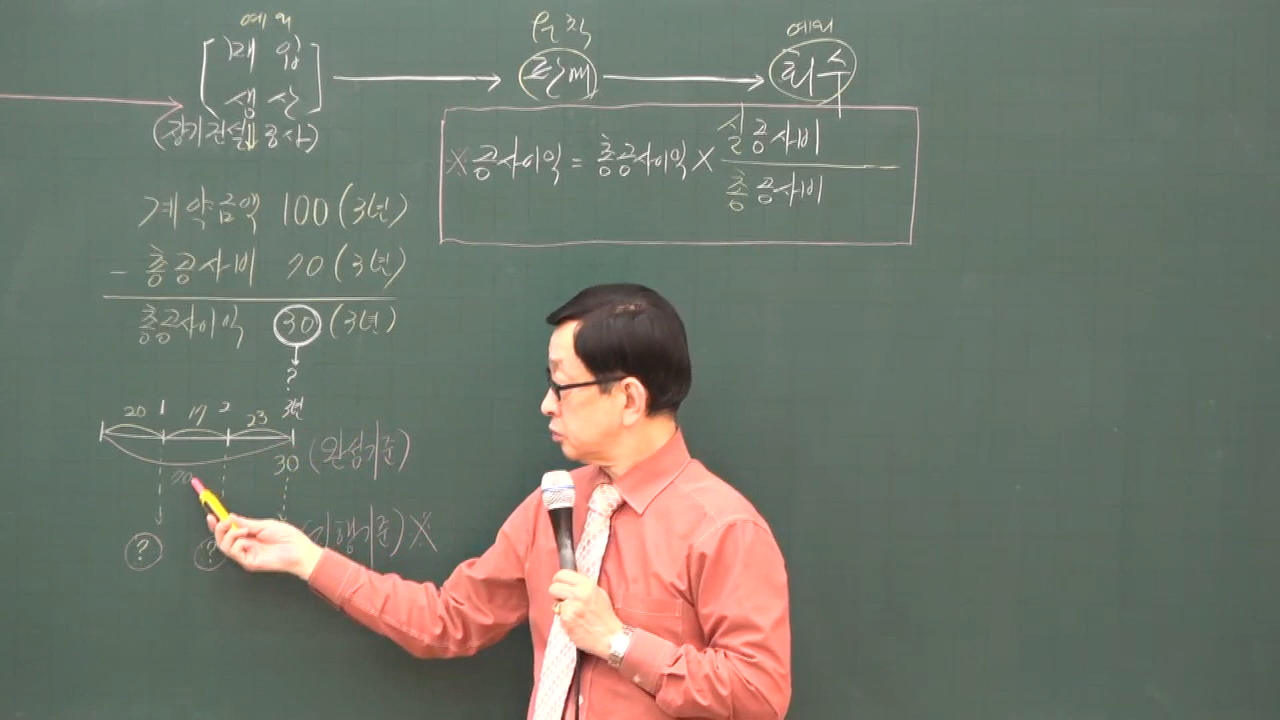 예외
원칙
예외
매입
생산
판매
회수
(장기건설공사)
※공사이익 = 총공사이익 X 실공사비
총공사비
계약금액 100 (3년)
- 총공사비 70 (3년)
총공사이익 30 (3년)
?
20 1 17 2 23 3년
30 (완성기준)
70
? ? 진행기준) ※